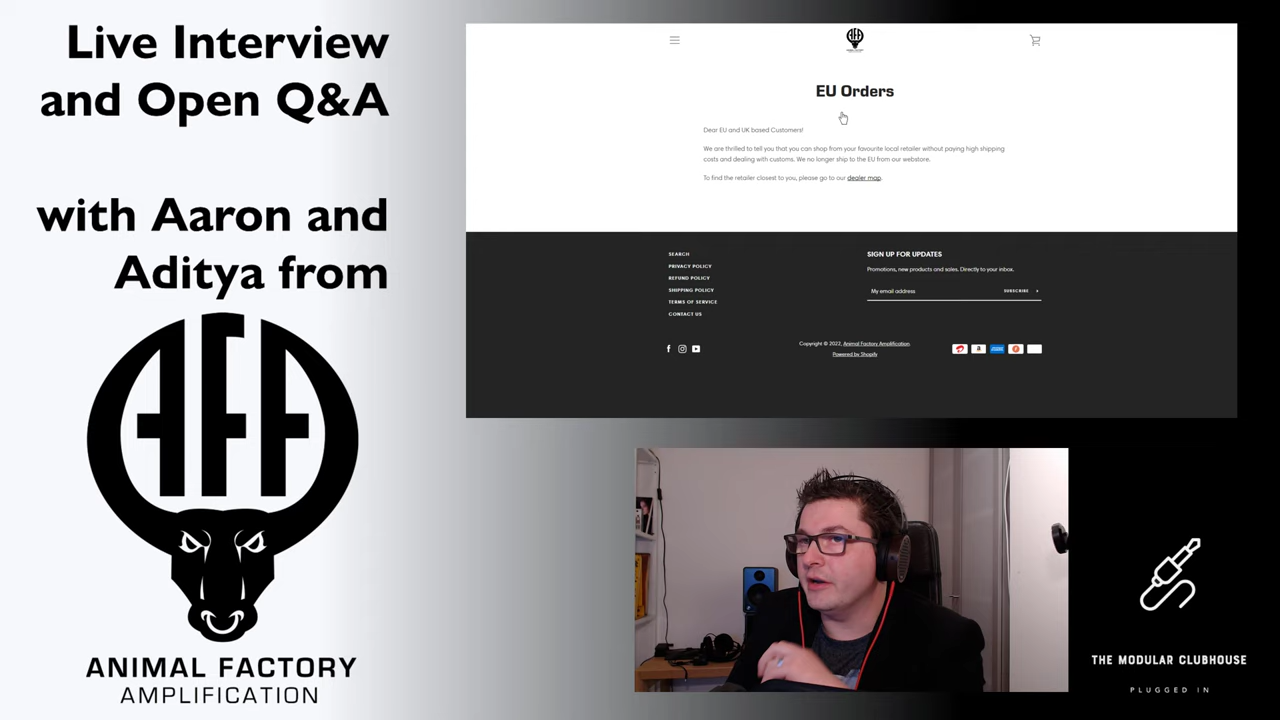 Live Interview
and Open Q&A
with Aaron and
Aditya from
AFA
ANIMAL FACTORY
AMPLIFICATION
EU Orders
Dear EU and UK based Customers!
We are thrilled to tell you that you can shop from your favourite local retailer without paying high shipping
costs and dealing with customs. We no longer ship to the EU from our webstore.
To find the retailer closest to you, please go to our dealer map.
SEARCH
PRIVACY POLICY
REFUND POLICY
SHIPPING POLICY
TERMS OF SERVICE
CONTACT US
SIGN UP FOR UPDATES
Promotions, new products and sales. Directly to your inbox.
My email address
SUBSCRIBE
Copyright © 2022, Animal Factory Amplification.
Powered by Shopify
THE MODULAR CLUBHOUSE
PLUGGED IN